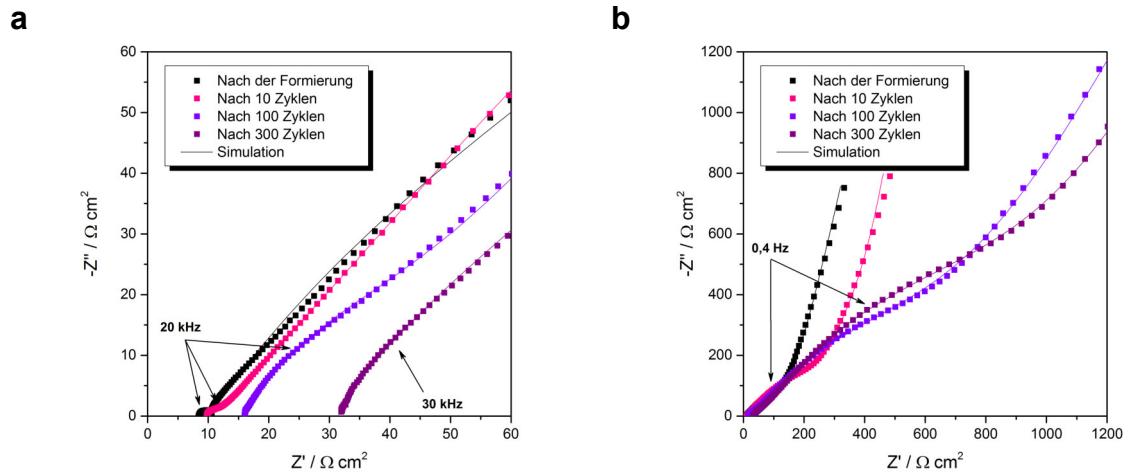 a
60
50
40
30
20
10
0
0
10
20
30
40
50
60
-Z'' / Ω cm²
Z' / Ω cm²
Nach der Formierung
Nach 10 Zyklen
Nach 100 Zyklen
Nach 300 Zyklen
Simulation
20 kHz
30 kHz
b
1200
1000
800
600
400
200
0
0
200
400
600
800
1000
1200
-Z'' / Ω cm²
Z' / Ω cm²
Nach der Formierung
Nach 10 Zyklen
Nach 100 Zyklen
Nach 300 Zyklen
Simulation
0,4 Hz